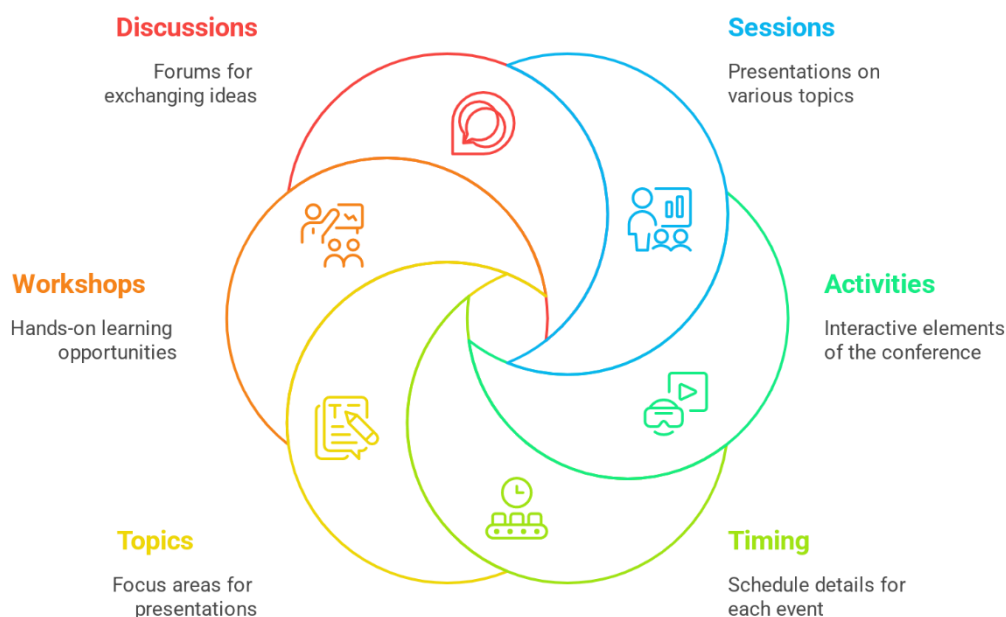 Discussions
Forums for
exchanging ideas
Sessions
Presentations on
various topics
Workshops
Hands-on learning
opportunities
Activities
Interactive elements
of the conference
Topics
Focus areas for
presentations
Timing
Schedule details for
each event
T